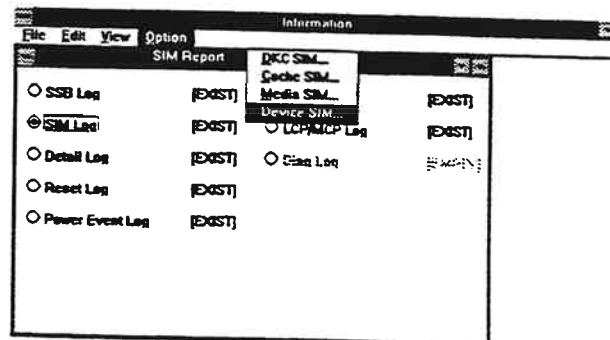 Information
File Edit View Option
SIM Report
DKC SIM...
Cache SIM...
Media SIM...
Device SIM...
SSB Log [EXIST] [EXIST]
SIM Log [EXIST] LCP/MCP Log [EXIST]
Detail Log [EXIST] Diag Log
Reset Log [EXIST]
Power Event Log [EXIST]